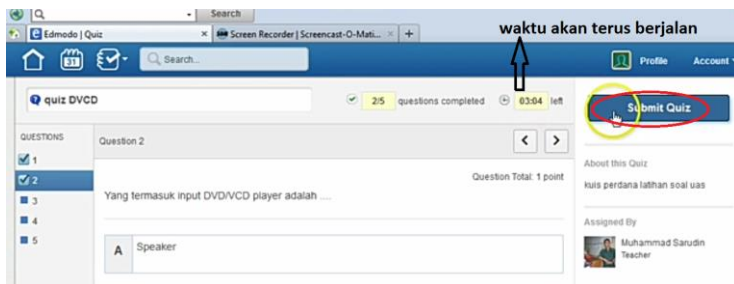 Search
Edmodo | Quiz
Screen Recorder | Screencast-O-Mati...
waktu akan terus berjalan
31
Search...
Profile
Account
quiz DVCD
2/5 questions completed
03:04 left
Submit Quiz
QUESTIONS
1
2
3
4
5
Question 2
Question Total: 1 point
Yang termasuk input DVD/VCD player adalah ....
A Speaker
About this Quiz
kuis perdana latihan soal uas
Assigned By
Muhammad Sarudin
Teacher